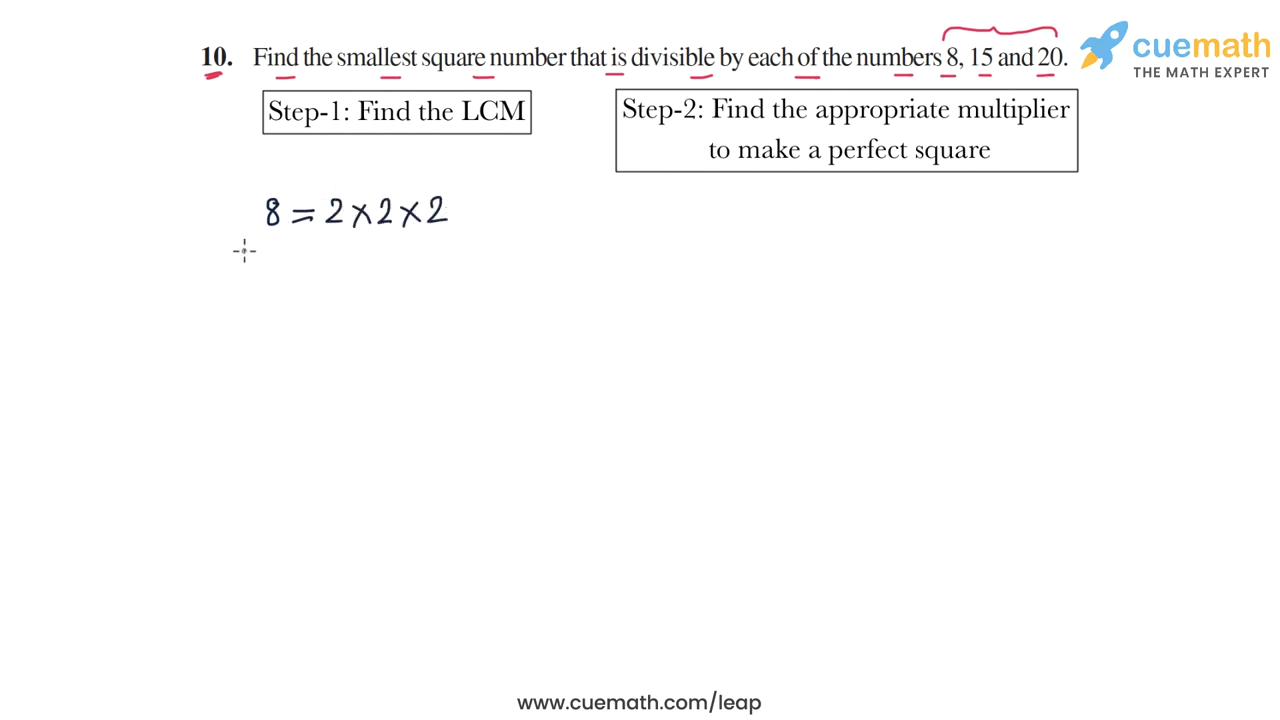 10. Find the smallest square number that is divisible by each of the numbers 8, 15 and 20.
cuemath
THE MATH EXPERT
Step-1: Find the LCM
Step-2: Find the appropriate multiplier
to make a perfect square
8 = 2 × 2 × 2
www.cuemath.com/leap